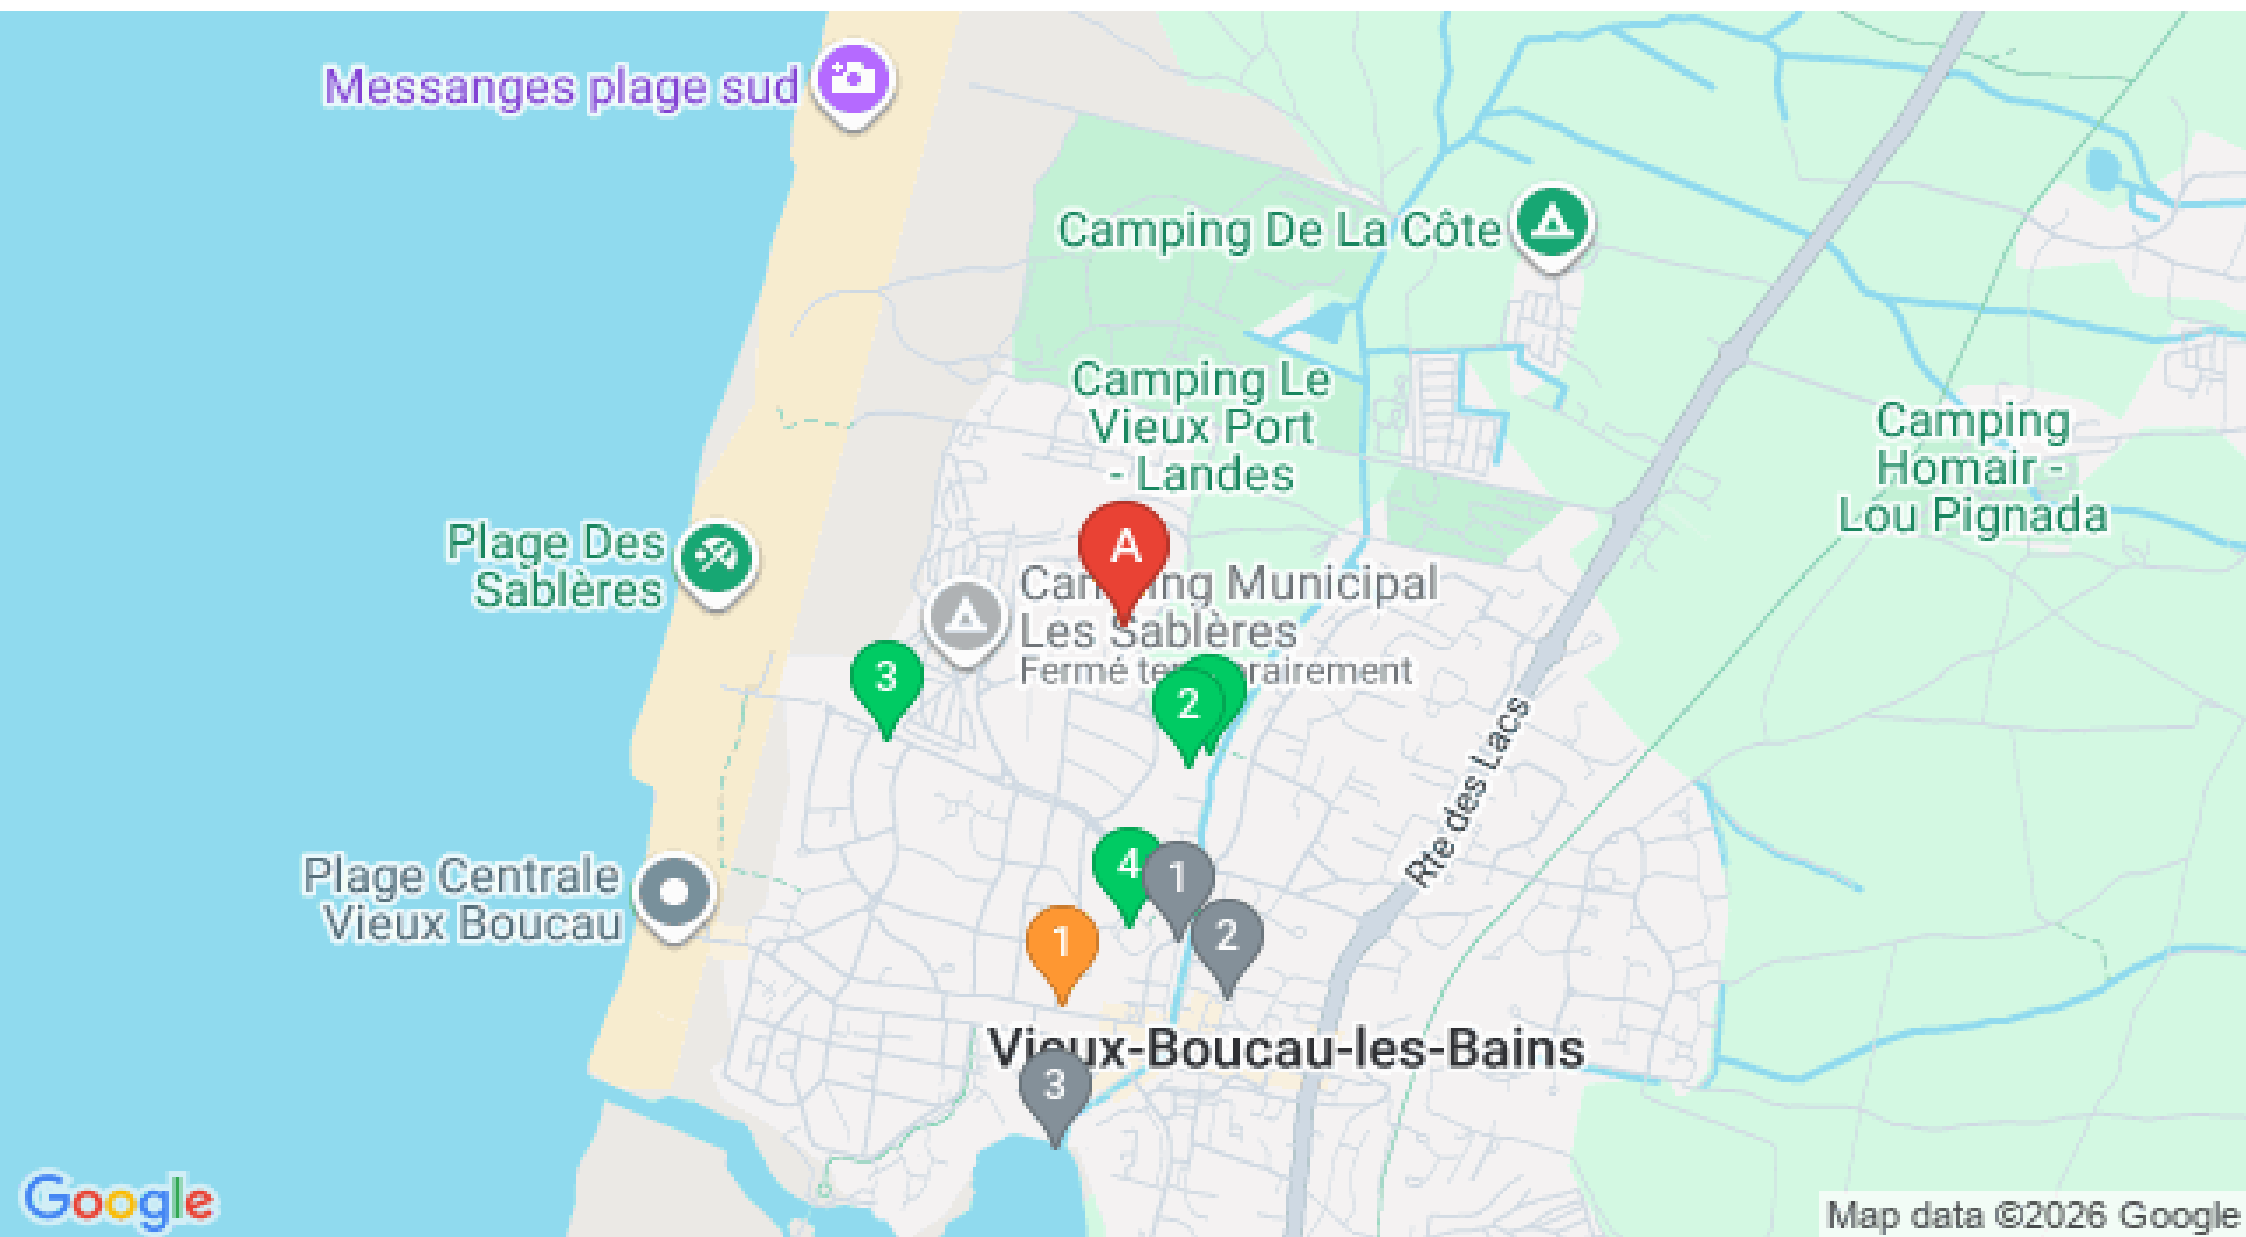 Messanges plage sud
Camping De La Côte
Camping Le
Vieux Port
- Landes
Camping
Homair -
Lou Pignada
A
Plage Des
Sablères
Municipal
Les Sablères
Fermé
3
2
Rte des Lacs
4
1
Plage Centrale
Vieux Boucau
2
1
Vieux-Boucau-les-Bains
3
Google
Map data ©2026 Google